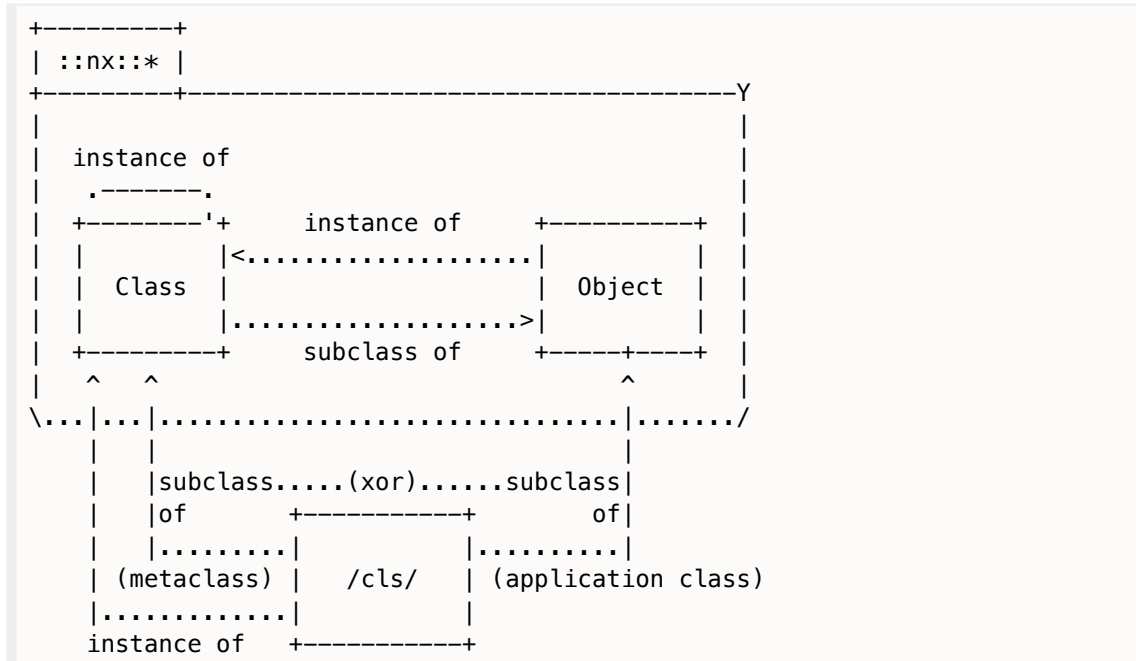 ::nx::*
instance of
instance of
Class
Object
subclass of
subclass.....(xor)......subclass
of
of
(metaclass)
/cls/
(application class)
instance of